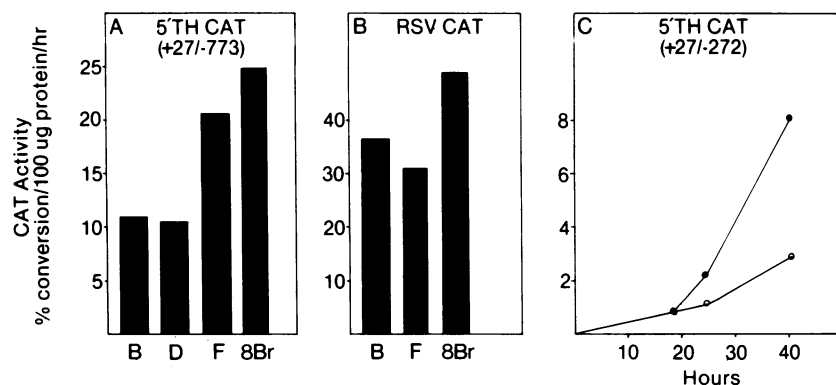 A 5´TH CAT
(+27/-773)
CAT Activity
% conversion/100 ug protein/hr
25
20
15
10
5
B D F 8Br
B RSV CAT
40
30
20
10
B F 8Br
C 5´TH CAT
(+27/-272)
8
6
4
2
10 20 30 40
Hours